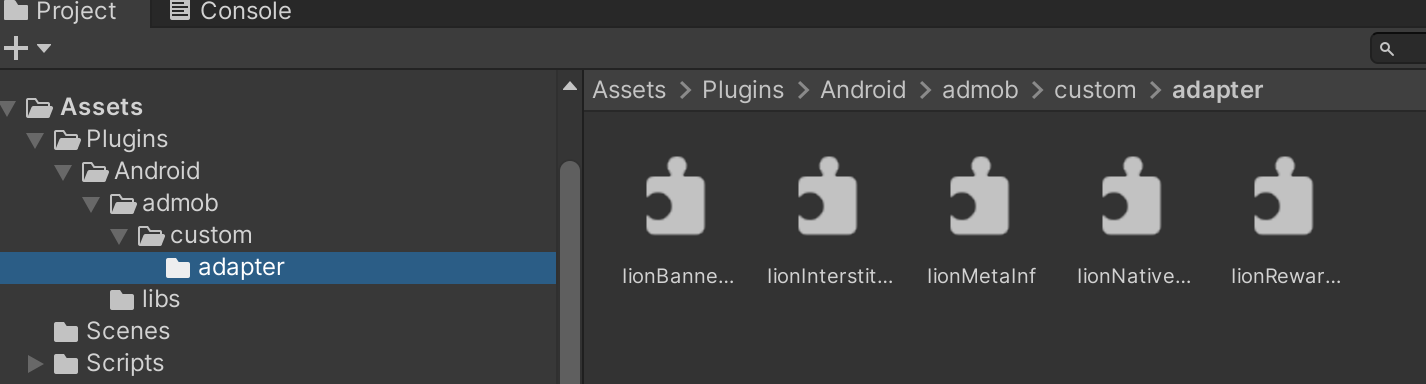 Project
Console
Assets
Plugins
Android
admob
custom
adapter
libs
Scenes
Scripts
Assets > Plugins > Android > admob > custom > adapter
lionBanne...
lionInterstit...
lionMetaInf
lionNative...
lionRewar...